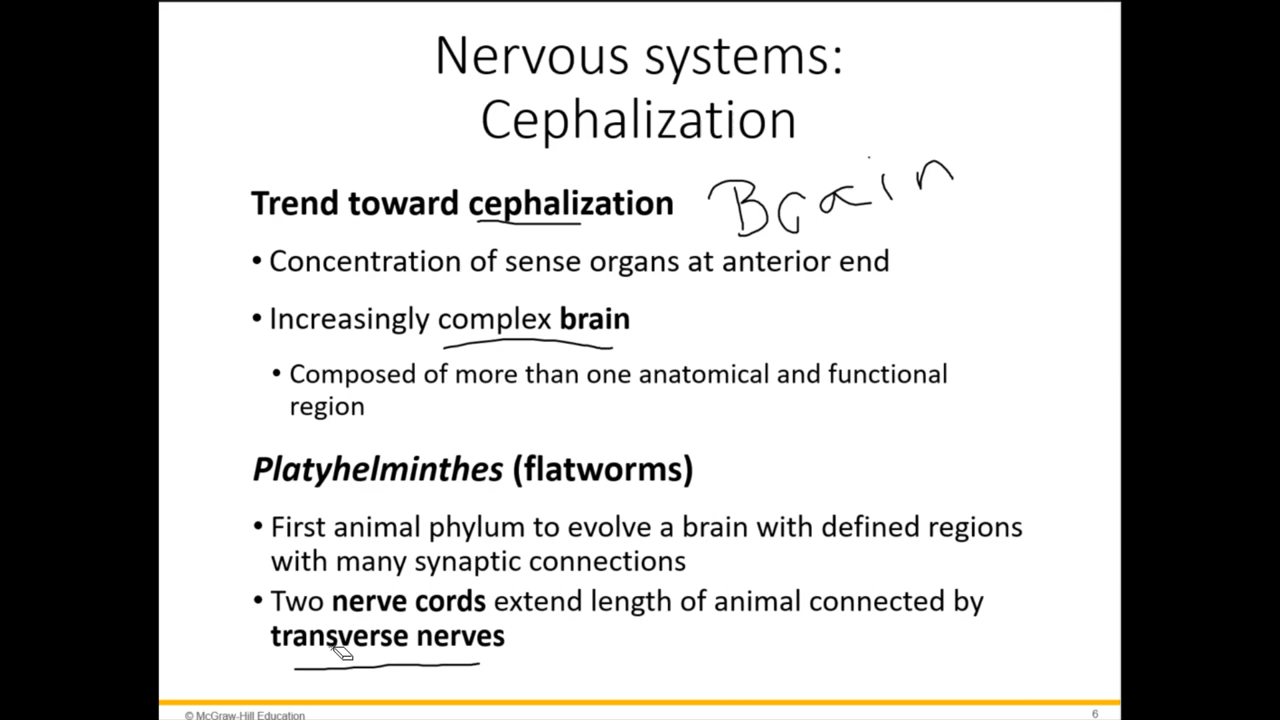 Nervous systems:
Cephalization
Trend toward cephalization Brain
• Concentration of sense organs at anterior end
• Increasingly complex brain
• Composed of more than one anatomical and functional
region
Platyhelminthes (flatworms)
• First animal phylum to evolve a brain with defined regions
with many synaptic connections
• Two nerve cords extend length of animal connected by
transverse nerves
© McGraw-Hill Education 6